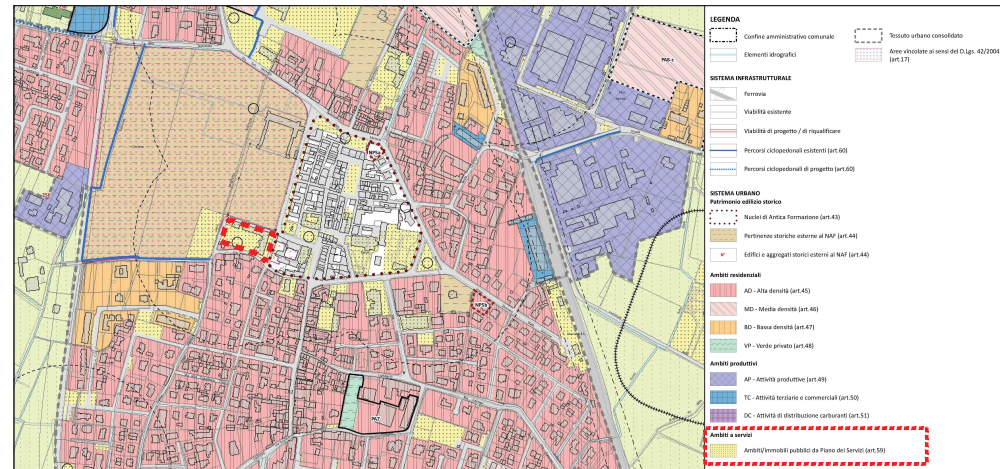 LEGENDA
Confine amministrativo comunale
Elementi idrografici
Tessuto urbano consolidato
Aree vincolate ai sensi del D.Lgs. 42/2004
(art.17)
SISTEMA INFRASTRUTTURALE
Ferrovia
Viabilità esistente
Viabilità di progetto / di riqualificare
Percorsi ciclopedonali esistenti (art.60)
Percorsi ciclopedonali di progetto (art.60)
SISTEMA URBANO
Patrimonio edilizio storico
Nuclei di Antica Formazione (art.43)
Pertinenze storiche esterne al NAF (art.44)
Edifici e aggregati storici esterni al NAF (art.44)
Ambiti residenziali
AD - Alta densità (art.45)
MD - Media densità (art.46)
BD - Bassa densità (art.47)
VP - Verde privato (art.48)
Ambiti produttivi
AP - Attività produttive (art.49)
TC - Attività terziarie e commerciali (art.50)
DC - Attività di distribuzione carburanti (art.51)
Ambiti a servizi
Ambiti/immobili pubblici da Piano dei Servizi (art.59)
PA8-c
NP5b
PA7